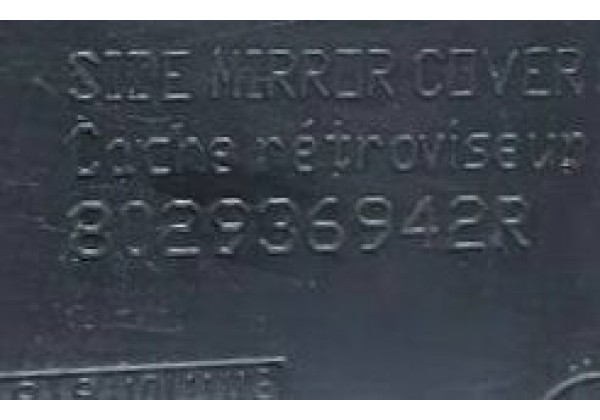 SIDE MIRROR COVER
Cache rétroviseur
802936942R